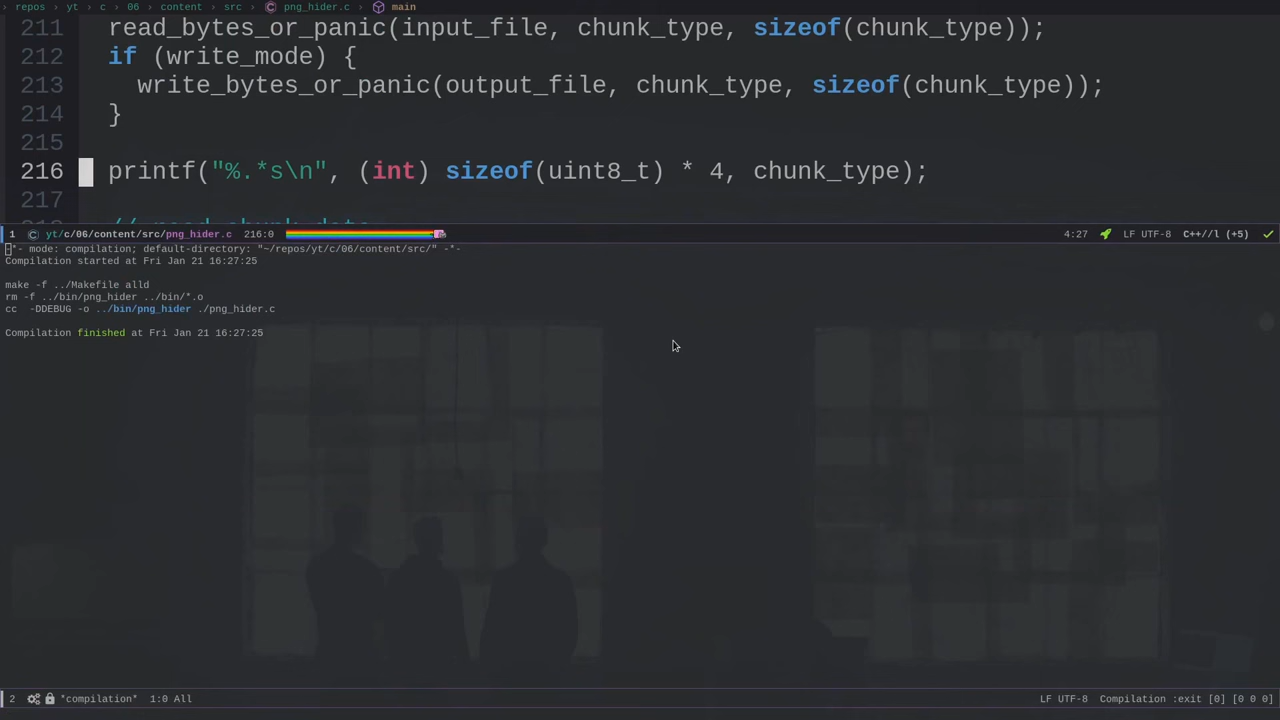 repos › yt › c › 06 › content › src › png_hider.c › main
211 read_bytes_or_panic(input_file, chunk_type, sizeof(chunk_type));
212 if (write_mode) {
213 write_bytes_or_panic(output_file, chunk_type, sizeof(chunk_type));
214 }
215
216 printf("%.*s\n", (int) sizeof(uint8_t) * 4, chunk_type);
217
1 yt/c/06/content/src/png_hider.c 216:0 4:27 LF UTF-8 C++//l (+5)
-*- mode: compilation; default-directory: "~/repos/yt/c/06/content/src/" -*-
Compilation started at Fri Jan 21 16:27:25
make -f ../Makefile alld
rm -f ../bin/png_hider ../bin/*.o
cc -DDEBUG -o ../bin/png_hider ./png_hider.c
Compilation finished at Fri Jan 21 16:27:25
2 *compilation* 1:0 All LF UTF-8 Compilation :exit [0] [0 0 0]